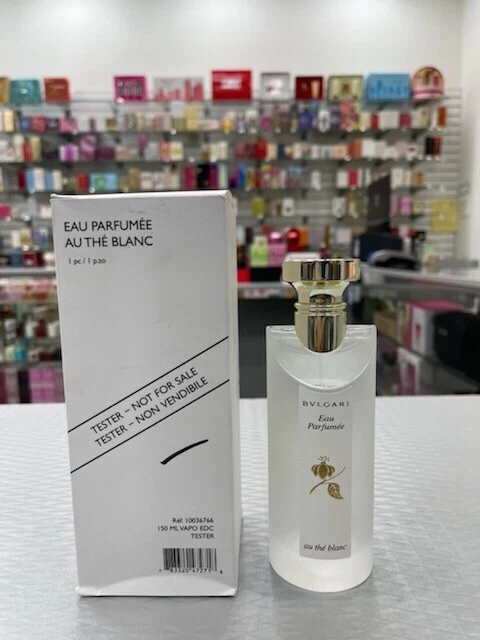 EAU PARFUMÉE
AU THÉ BLANC
1 pc / 1 pza
TESTER – NOT FOR SALE
TESTER – NON VENDIBILE
Réf. 10036766
150 ML VAPO EDC
TESTER
BVLGARI
Eau
Parfumée
au thé blanc